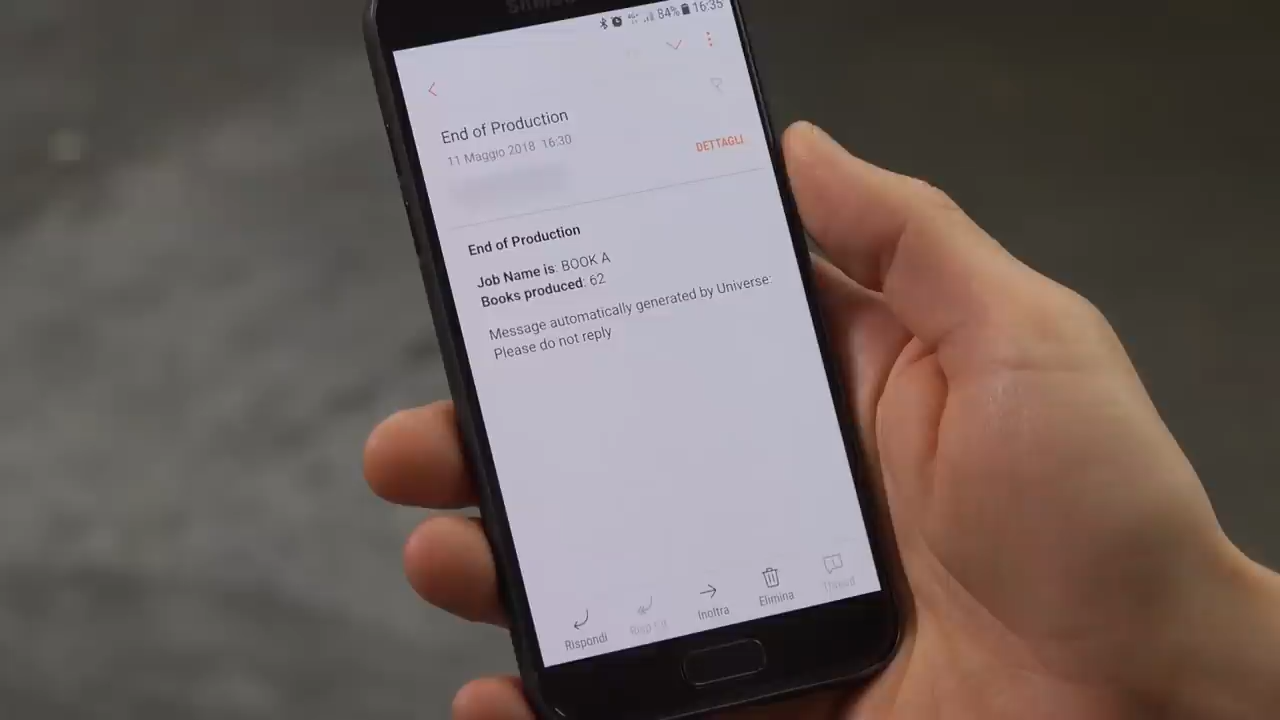 SAMSUNG
84% 16:35
End of Production
11 Maggio 2018 16:30
DETTAGLI
End of Production
Job Name is: BOOK A
Books produced: 62
Message automatically generated by Universe:
Please do not reply
Rispondi
Inoltra
Elimina